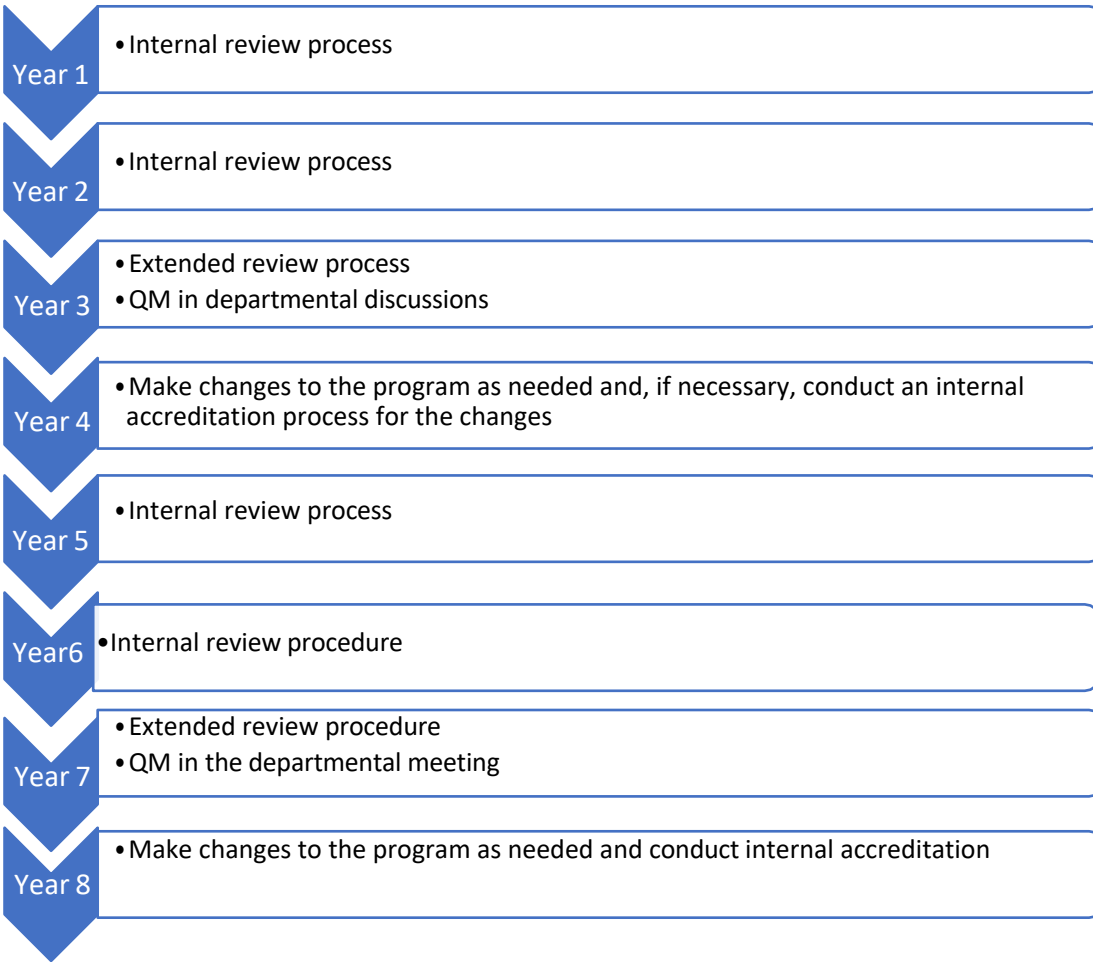 Year 1
•Internal review process
Year 2
•Internal review process
Year 3
•Extended review process
•QM in departmental discussions
Year 4
•Make changes to the program as needed and, if necessary, conduct an internal
accreditation process for the changes
Year 5
•Internal review process
Year6
•Internal review procedure
Year 7
•Extended review procedure
•QM in the departmental meeting
Year 8
•Make changes to the program as needed and conduct internal accreditation